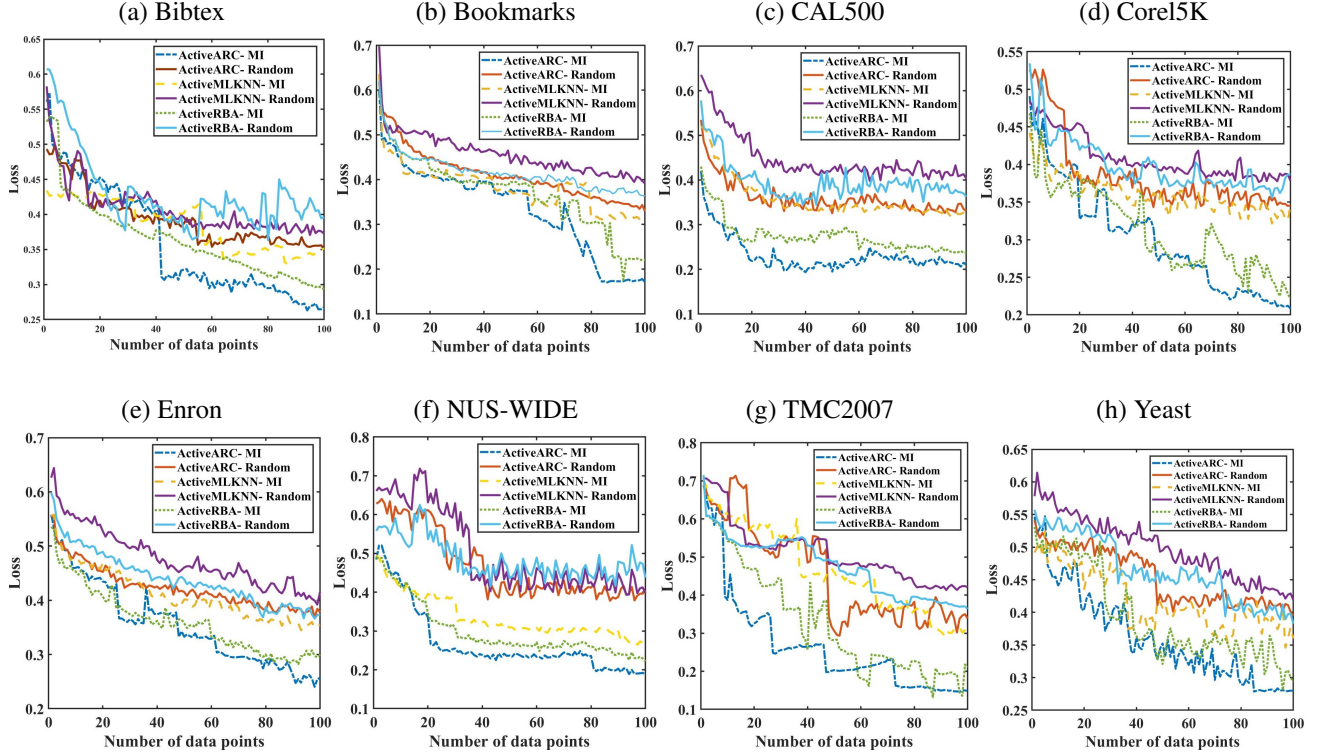 (a) Bibtex
(b) Bookmarks
(c) CAL500
(d) Corel5K
0.65
0.6
0.55
0.5
0.45
0.4
0.35
0.3
0.25
Loss
ActiveARC- MI
ActiveARC- Random
ActiveMLKNN- MI
ActiveMLKNN- Random
ActiveRBA- MI
ActiveRBA- Random
0 20 40 60 80 100
Number of data points
0.7
0.6
0.5
0.4
0.3
0.2
0.1
Loss
ActiveARC- MI
ActiveARC- Random
ActiveMLKNN- MI
ActiveMLKNN- Random
ActiveRBA- MI
ActiveRBA- Random
0 20 40 60 80 100
Number of data points
0.7
0.6
0.5
0.4
0.3
0.2
0.1
Loss
ActiveARC- MI
ActiveARC- Random
ActiveMLKNN- MI
ActiveMLKNN- Random
ActiveRBA- MI
ActiveRBA- Random
0 20 40 60 80 100
Number of data points
0.55
0.5
0.45
0.4
0.35
0.3
0.25
0.2
Loss
ActiveARC- MI
ActiveARC- Random
ActiveMLKNN- MI
ActiveMLKNN- Random
ActiveRBA- MI
ActiveRBA- Random
0 20 40 60 80 100
Number of data points
(e) Enron
(f) NUS-WIDE
(g) TMC2007
(h) Yeast
0.7
0.6
0.5
0.4
0.3
0.2
Loss
ActiveARC- MI
ActiveARC- Random
ActiveMLKNN- MI
ActiveMLKNN- Random
ActiveRBA- MI
ActiveRBA- Random
0 20 40 60 80 100
Number of data points
0.8
0.7
0.6
0.5
0.4
0.3
0.2
0.1
Loss
ActiveARC- MI
ActiveARC- Random
ActiveMLKNN- MI
ActiveMLKNN- Random
ActiveRBA- MI
ActiveRBA- Random
0 20 40 60 80 100
Number of data points
0.8
0.7
0.6
0.5
0.4
0.3
0.2
0.1
Loss
ActiveARC- MI
ActiveARC- Random
ActiveMLKNN- MI
ActiveMLKNN- Random
ActiveRBA
ActiveRBA- Random
0 20 40 60 80 100
Number of data points
0.65
0.6
0.55
0.5
0.45
0.4
0.35
0.3
0.25
Loss
ActiveARC- MI
ActiveARC- Random
ActiveMLKNN- MI
ActiveMLKNN- Random
ActiveRBA- MI
ActiveRBA- Random
0 20 40 60 80 100
Number of data points